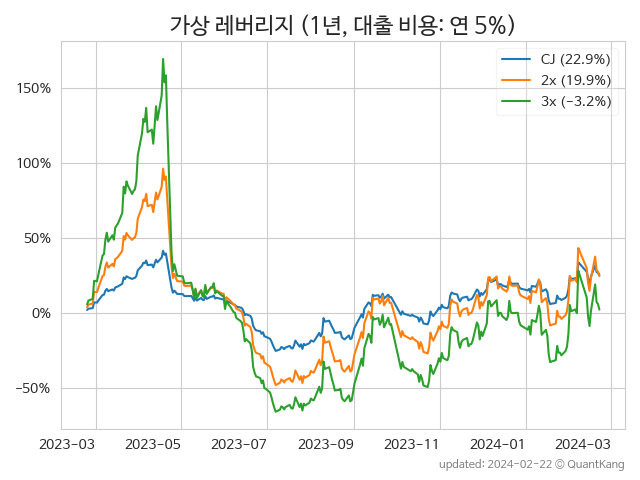 가상 레버리지 (1년, 대출 비용: 연 5%)
CJ (22.9%)
2x (19.9%)
3x (−3.2%)
150%
100%
50%
0%
−50%
2023−03 2023−05 2023−07 2023−09 2023−11 2024−01 2024−03
updated: 2024−02−22 © QuantKang